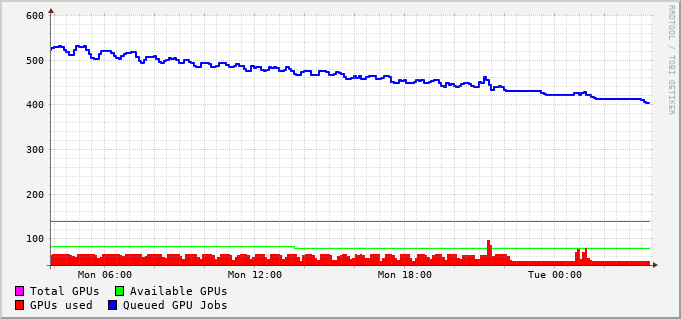 600
500
400
300
200
100
Mon 06:00 Mon 12:00 Mon 18:00 Tue 00:00
Total GPUs Available GPUs
GPUs used Queued GPU Jobs
RRDTOOL / TOBI OETIKER